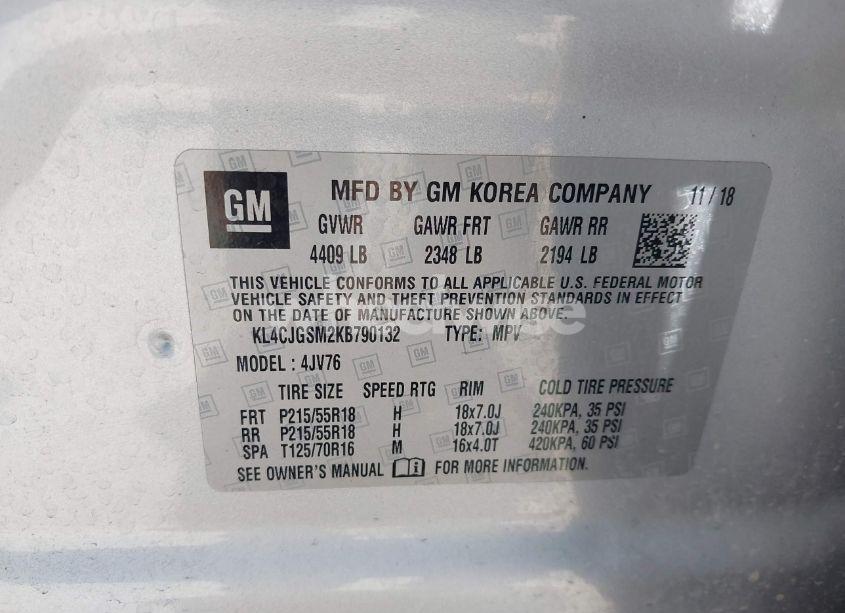 GM MFD BY GM KOREA COMPANY 11/18
GVWR GAWR FRT GAWR RR
4409 LB 2348 LB 2194 LB
THIS VEHICLE CONFORMS TO ALL APPLICABLE U.S. FEDERAL MOTOR
VEHICLE SAFETY AND THEFT PREVENTION STANDARDS IN EFFECT
ON THE DATE OF MANUFACTURE SHOWN ABOVE.
KL4CJGSM2KB790132 TYPE: MPV
MODEL : 4JV76
TIRE SIZE SPEED RTG RIM COLD TIRE PRESSURE
FRT P215/55R18 H 18x7.0J 240KPA, 35 PSI
RR P215/55R18 H 18x7.0J 240KPA, 35 PSI
SPA T125/70R16 M 16x4.0T 420KPA, 60 PSI
SEE OWNER'S MANUAL FOR MORE INFORMATION.